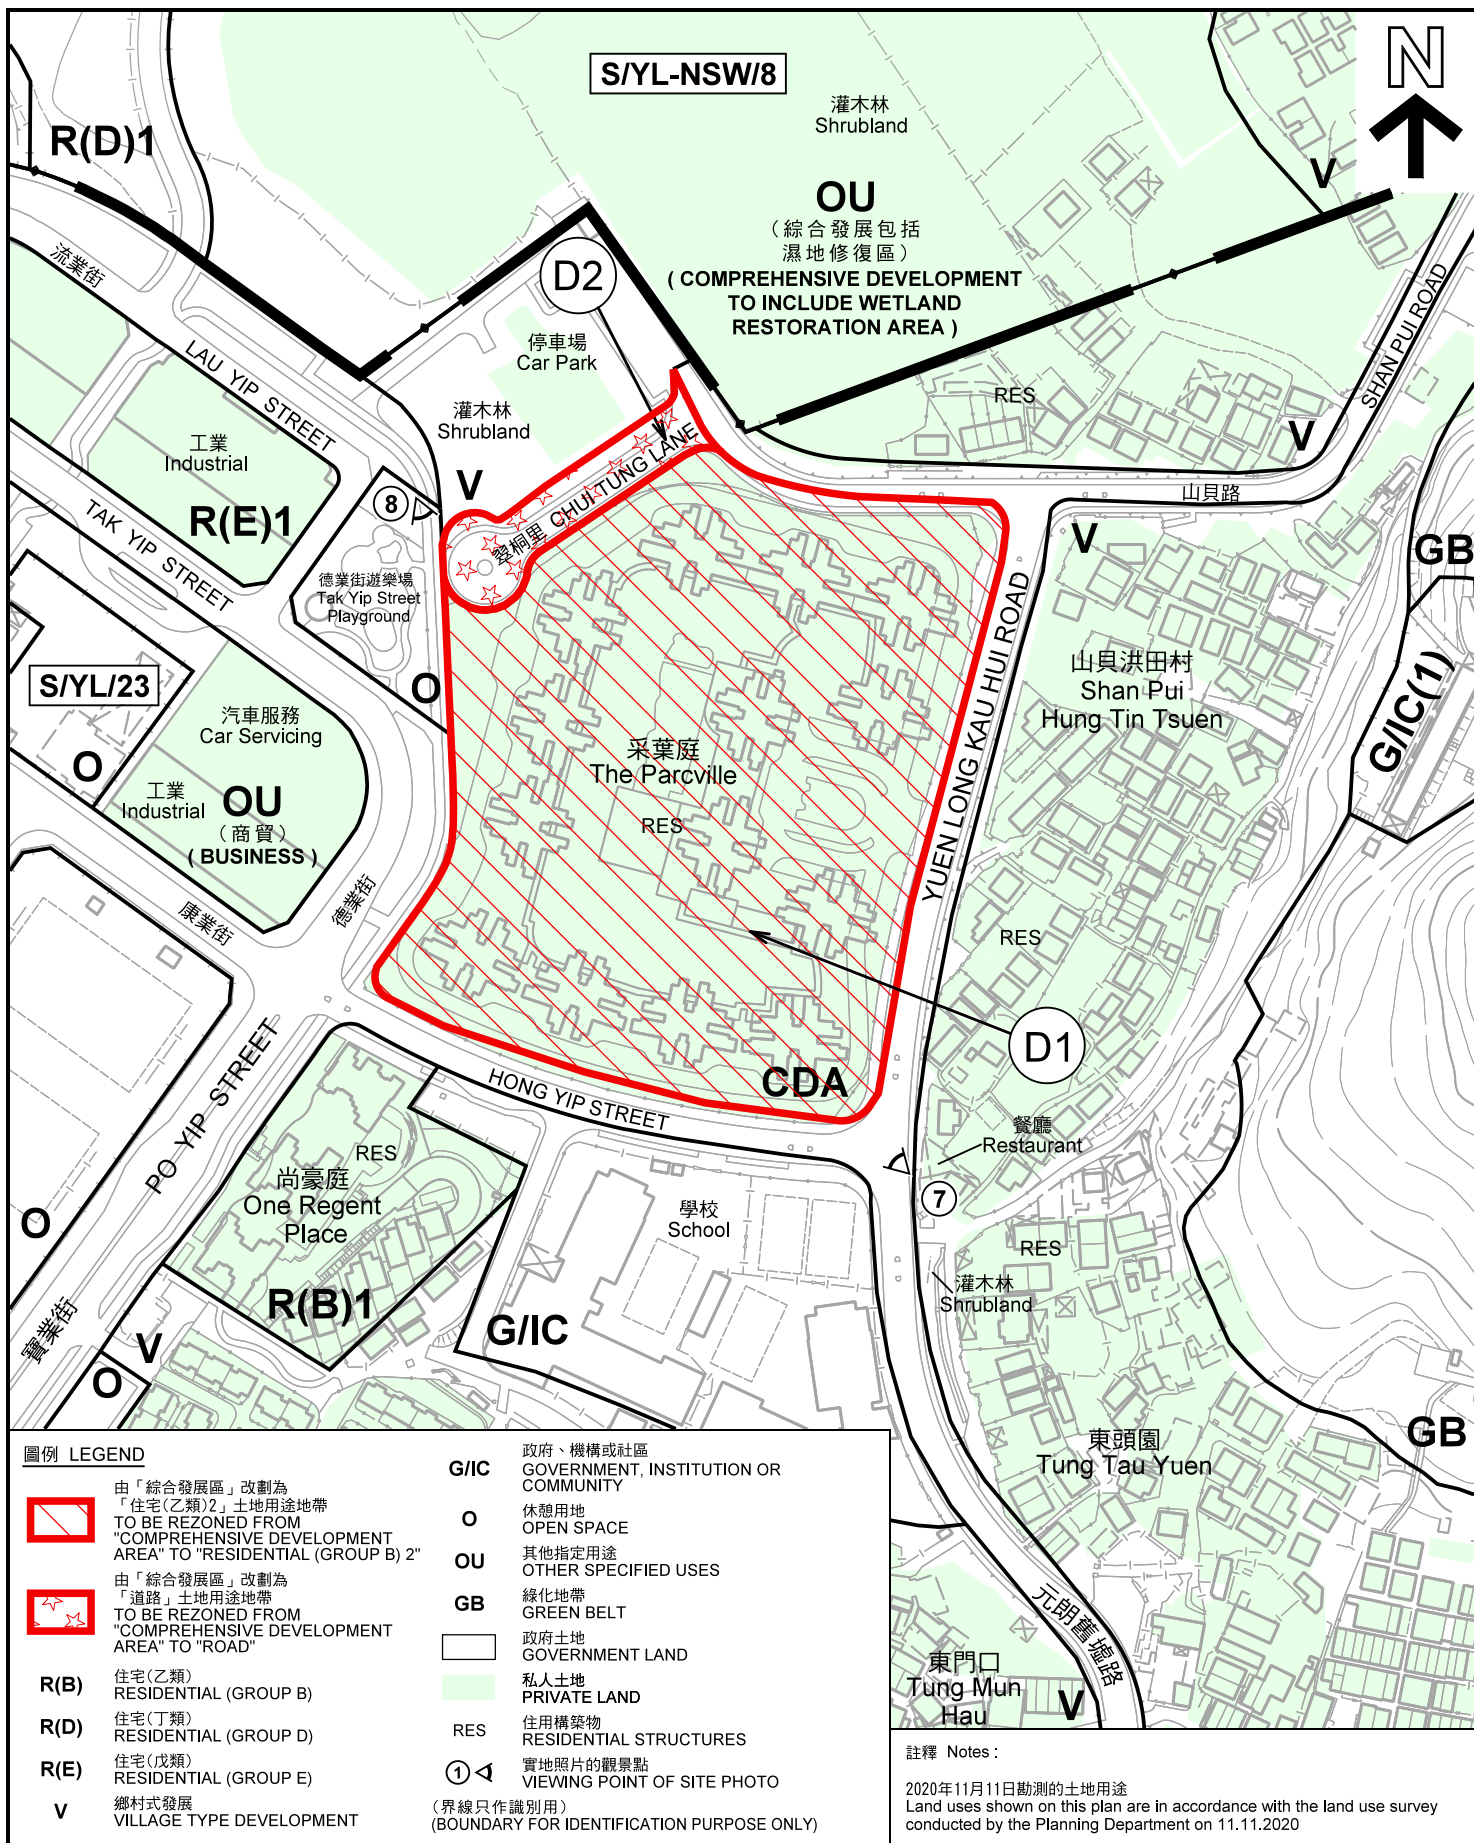 S/YL-NSW/8
N
灌木林
Shrubland
R(D)1
V
OU
（綜合發展包括
濕地修復區）
( COMPREHENSIVE DEVELOPMENT
TO INCLUDE WETLAND
RESTORATION AREA )
流業街
D2
SHAN PUI ROAD
停車場
Car Park
LAU YIP STREET
RES
灌木林
Shrubland
工業
Industrial
V
V
山貝路
8
R(E)1
TAK YIP STREET
翠桐里 CHUI TUNG LANE
V
GB
德業街遊樂場
Tak Yip Street
Playground
YUEN LONG KAU HUI ROAD
S/YL/23
O
山貝洪田村
Shan Pui
Hung Tin Tsuen
G/IC(1)
汽車服務
Car Servicing
采葉庭
The Parcville
RES
O
工業
Industrial
OU
（商貿）
( BUSINESS )
康業街
德業街
RES
D1
CDA
PO YIP STREET
HONG YIP STREET
餐廳
Restaurant
RES
尚豪庭
One Regent
Place
7
學校
School
O
RES
灌木林
Shrubland
R(B)1
G/IC
寶業街
V
O
東頭園
Tung Tau Yuen
GB
元朗舊墟路
東門口
Tung Mun
Hau
V
圖例 LEGEND
由「綜合發展區」改劃為
「住宅(乙類)2」土地用途地帶
TO BE REZONED FROM
"COMPREHENSIVE DEVELOPMENT
AREA" TO "RESIDENTIAL (GROUP B) 2"
由「綜合發展區」改劃為
「道路」土地用途地帶
TO BE REZONED FROM
"COMPREHENSIVE DEVELOPMENT
AREA" TO "ROAD"
R(B) 住宅(乙類)
RESIDENTIAL (GROUP B)
R(D) 住宅(丁類)
RESIDENTIAL (GROUP D)
R(E) 住宅(戊類)
RESIDENTIAL (GROUP E)
V 鄉村式發展
VILLAGE TYPE DEVELOPMENT
G/IC 政府、機構或社區
GOVERNMENT, INSTITUTION OR
COMMUNITY
O 休憩用地
OPEN SPACE
OU 其他指定用途
OTHER SPECIFIED USES
GB 綠化地帶
GREEN BELT
政府土地
GOVERNMENT LAND
私人土地
PRIVATE LAND
RES 住用構築物
RESIDENTIAL STRUCTURES
1 實地照片的觀景點
VIEWING POINT OF SITE PHOTO
（界線只作識別用）
(BOUNDARY FOR IDENTIFICATION PURPOSE ONLY)
註釋 Notes :
2020年11月11日勘測的土地用途
Land uses shown on this plan are in accordance with the land use survey
conducted by the Planning Department on 11.11.2020